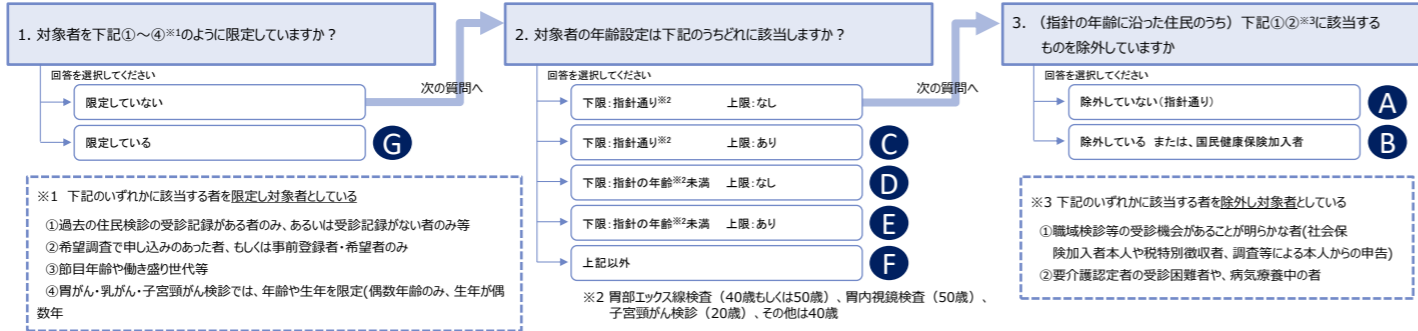 1. 対象者を下記①～④※1のように限定していますか？
回答を選択してください
限定していない
次の質問へ
限定している
G
※1 下記のいずれかに該当する者を限定し対象者としている
①過去の住民検診の受診記録がある者のみ、あるいは受診記録がない者のみ等
②希望調査で申し込みのあった者、もしくは事前登録者・希望者のみ
③節目年齢や働き盛り世代等
④胃がん・乳がん・子宮頸がん検診では、年齢や生年を限定(偶数年齢のみ、生年が偶
数年
2. 対象者の年齢設定は下記のうちどれに該当しますか？
回答を選択してください
下限：指針通り※2 上限：なし
次の質問へ
下限：指針通り※2 上限：あり
C
下限：指針の年齢※2未満 上限：なし
D
下限：指針の年齢※2未満 上限：あり
E
上記以外
F
※2 胃部エックス線検査（40歳もしくは50歳）、胃内視鏡検査（50歳）、
子宮頸がん検診（20歳）、その他は40歳
3. （指針の年齢に沿った住民のうち）下記①②※3に該当する
ものを除外していますか
回答を選択してください
除外していない(指針通り)
A
除外している または、国民健康保険加入者
B
※3 下記のいずれかに該当する者を除外し対象者としている
①職域検診等の受診機会があることが明らかな者(社会保
険加入者本人や税特別徴収者、調査等による本人からの申告)
②要介護認定者の受診困難者や、病気療養中の者